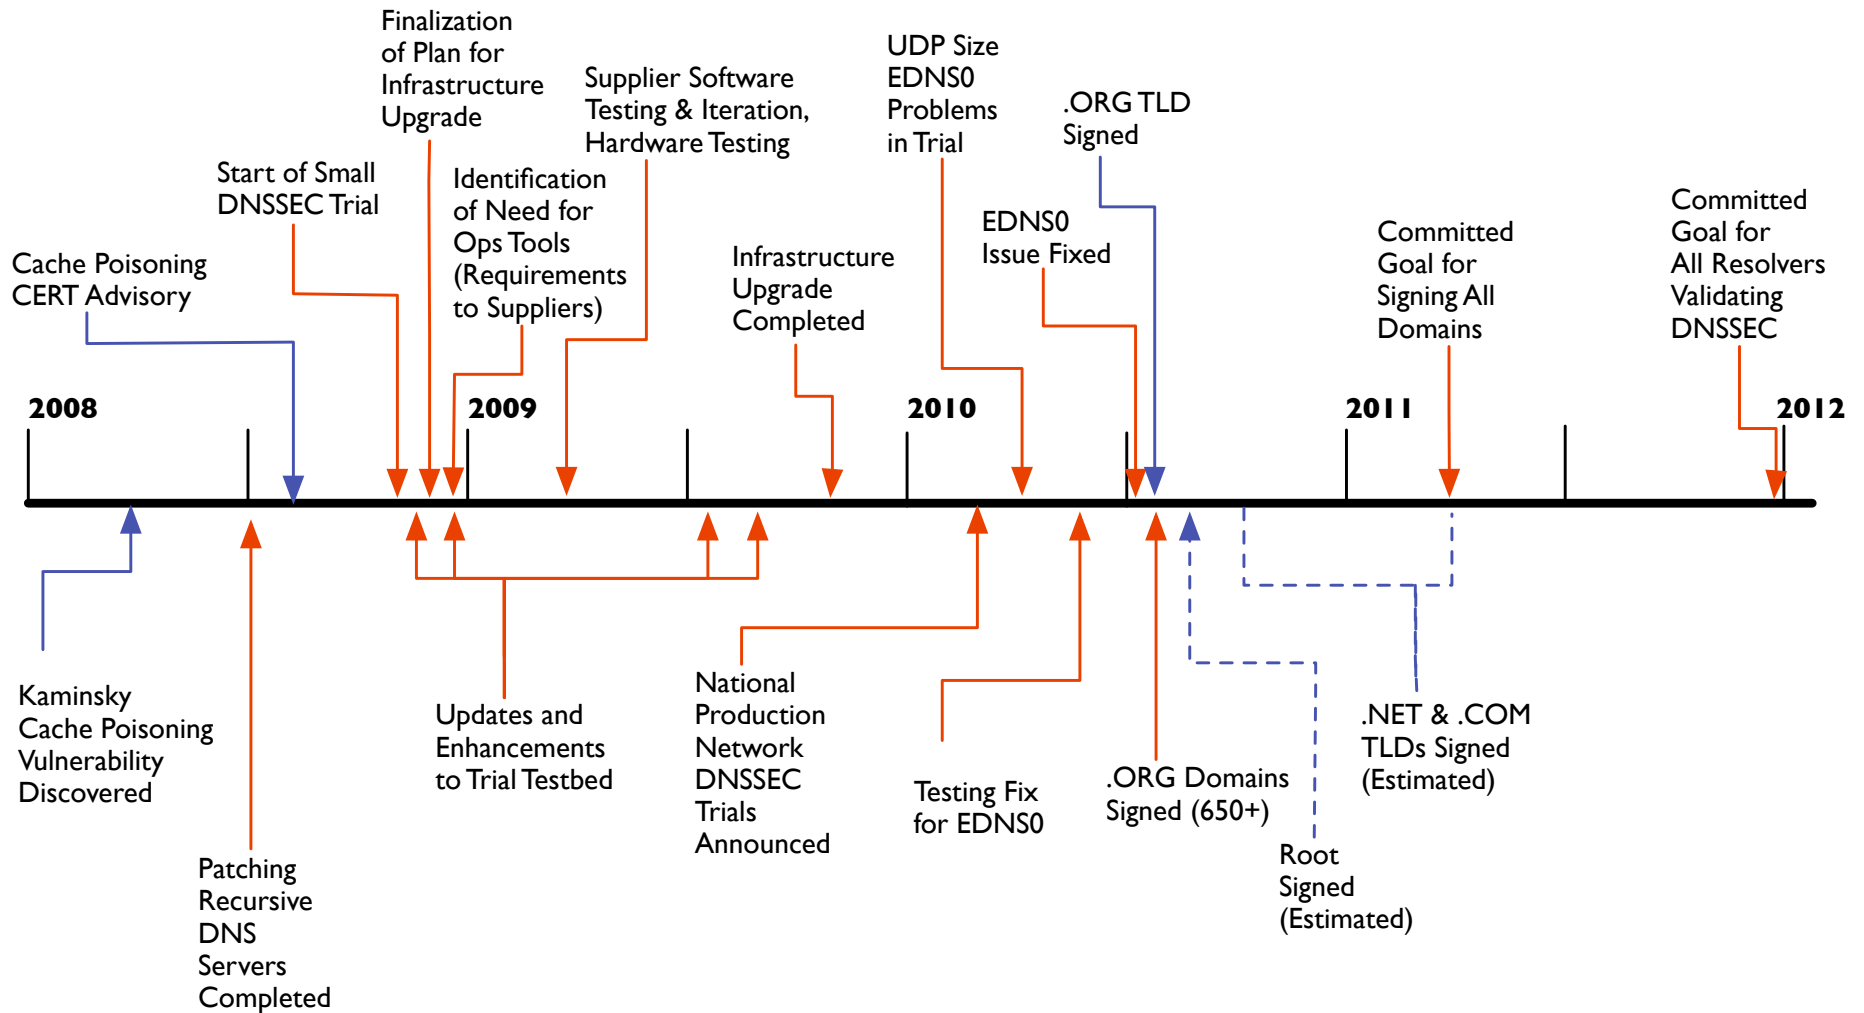 Finalization
of Plan for
Infrastructure
Upgrade
Supplier Software
Testing & Iteration,
Hardware Testing
UDP Size
EDNS0
Problems
in Trial
.ORG TLD
Signed
Start of Small
DNSSEC Trial
Identification
of Need for
Ops Tools
(Requirements
to Suppliers)
Cache Poisoning
CERT Advisory
Infrastructure
Upgrade
Completed
EDNS0
Issue Fixed
Committed
Goal for
Signing All
Domains
Committed
Goal for
All Resolvers
Validating
DNSSEC
2008
2009
2010
2011
2012
Kaminsky
Cache Poisoning
Vulnerability
Discovered
Patching
Recursive
DNS
Servers
Completed
Updates and
Enhancements
to Trial Testbed
National
Production
Network
DNSSEC
Trials
Announced
Testing Fix
for EDNS0
.ORG Domains
Signed (650+)
Root
Signed
(Estimated)
.NET & .COM
TLDs Signed
(Estimated)